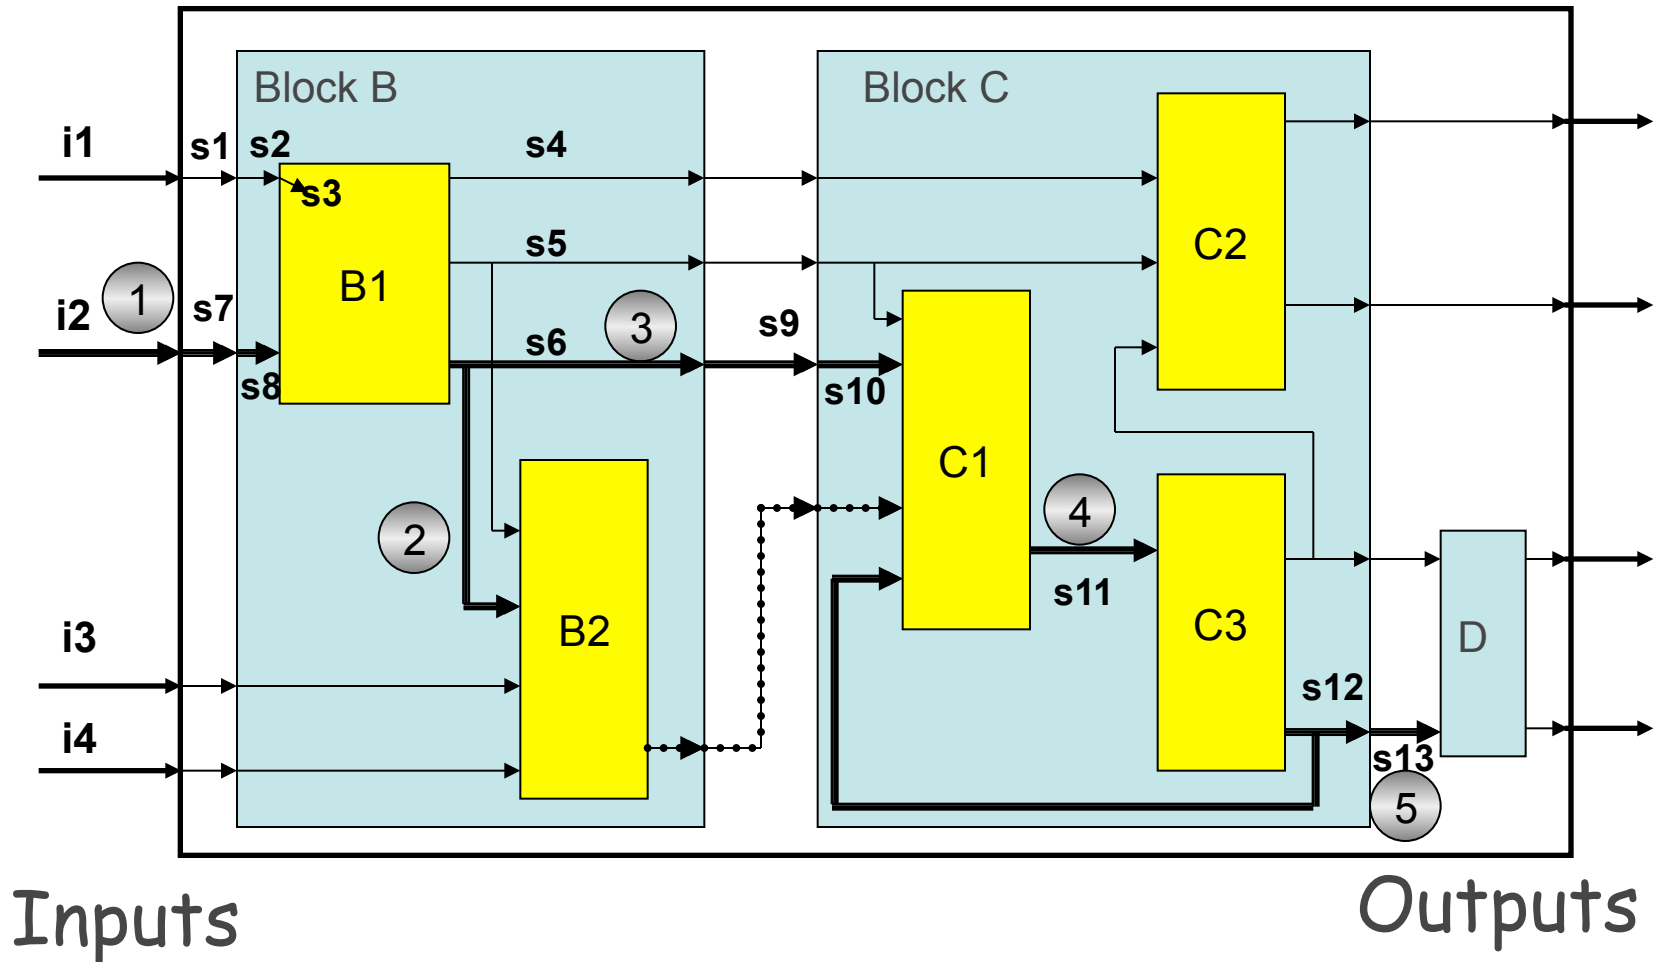 Block B
Block C
i1
s1
s2
s4
s3
s5
C2
B1
1
i2
s7
3
s9
s6
s8
s10
C1
4
2
s11
B2
C3
i3
D
s12
i4
s13
5
Inputs
Outputs